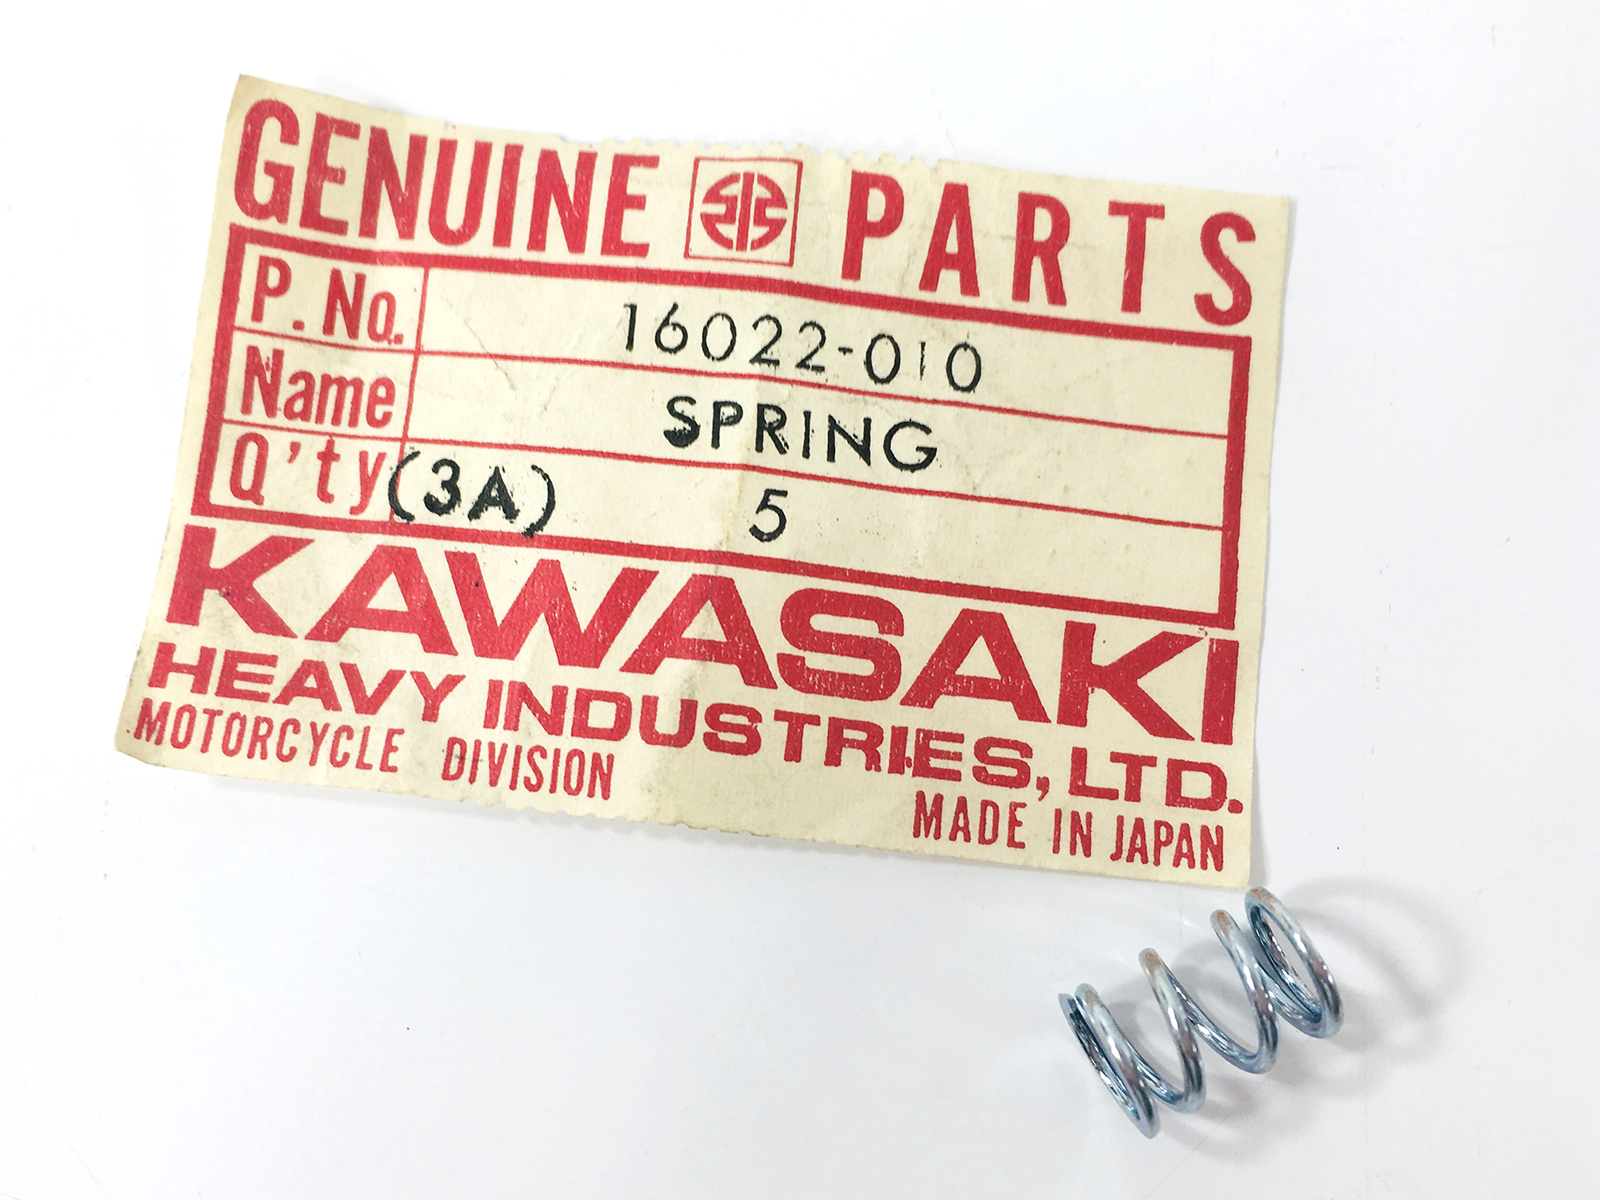 GENUINE PARTS
P.No. 16022-010
Name SPRING
Q'ty (3A) 5
KAWASAKI
HEAVY INDUSTRIES, LTD.
MOTORCYCLE DIVISION
MADE IN JAPAN